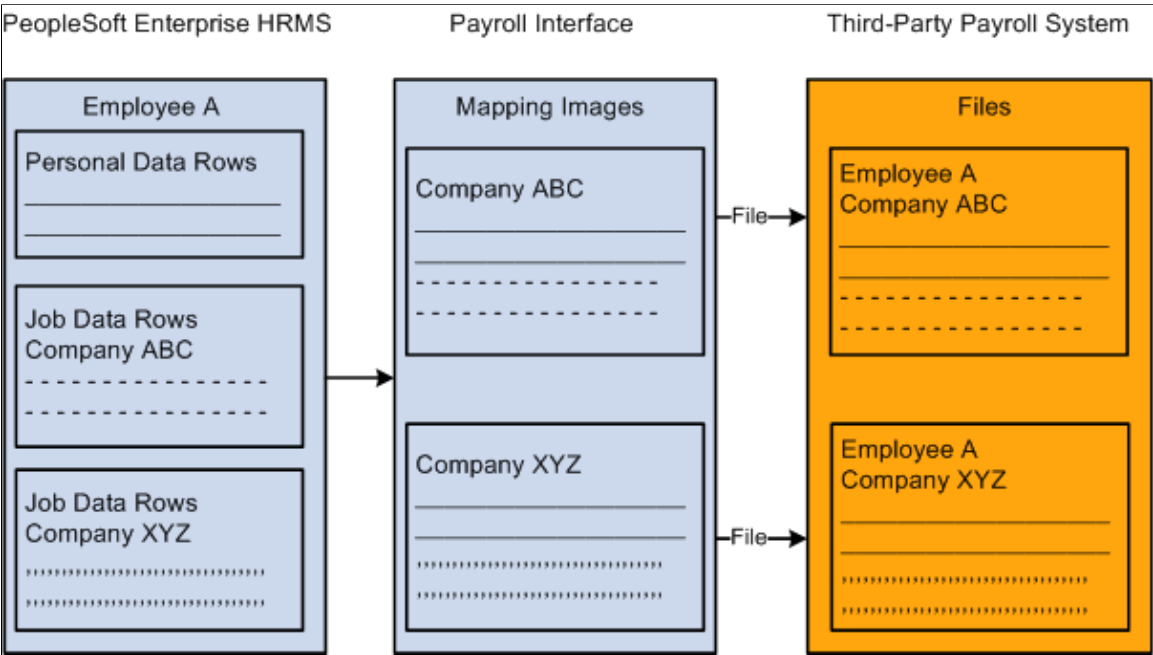 PeopleSoft Enterprise HRMS
Payroll Interface
Third-Party Payroll System
Employee A
Personal Data Rows
Job Data Rows
Company ABC
Job Data Rows
Company XYZ
Mapping Images
Company ABC
Company XYZ
File
File
Files
Employee A
Company ABC
Employee A
Company XYZ